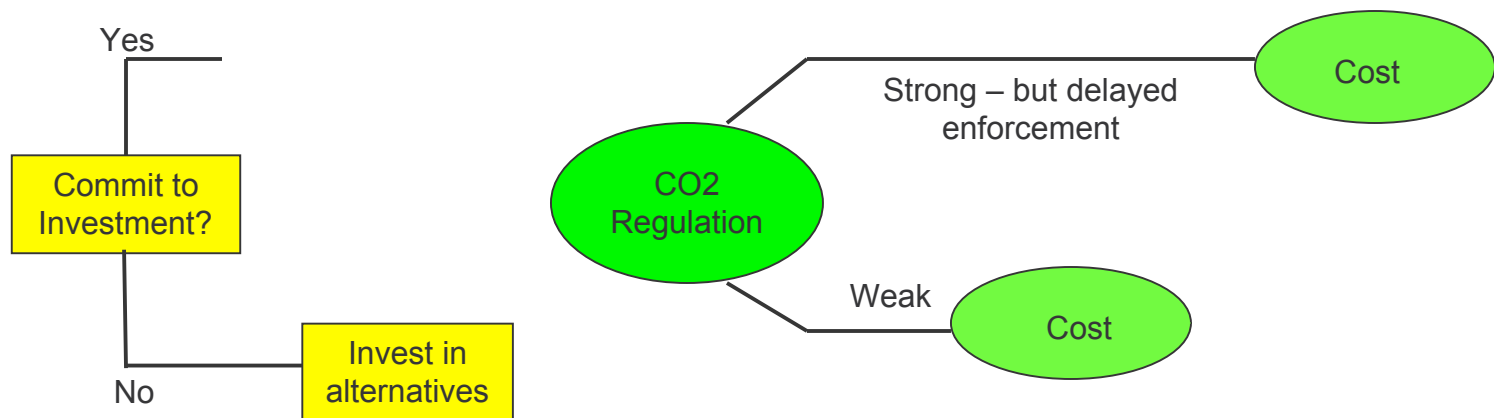 Yes
Commit to
Investment?
No
Invest in
alternatives
CO2
Regulation
Strong – but delayed
enforcement
Cost
Weak
Cost